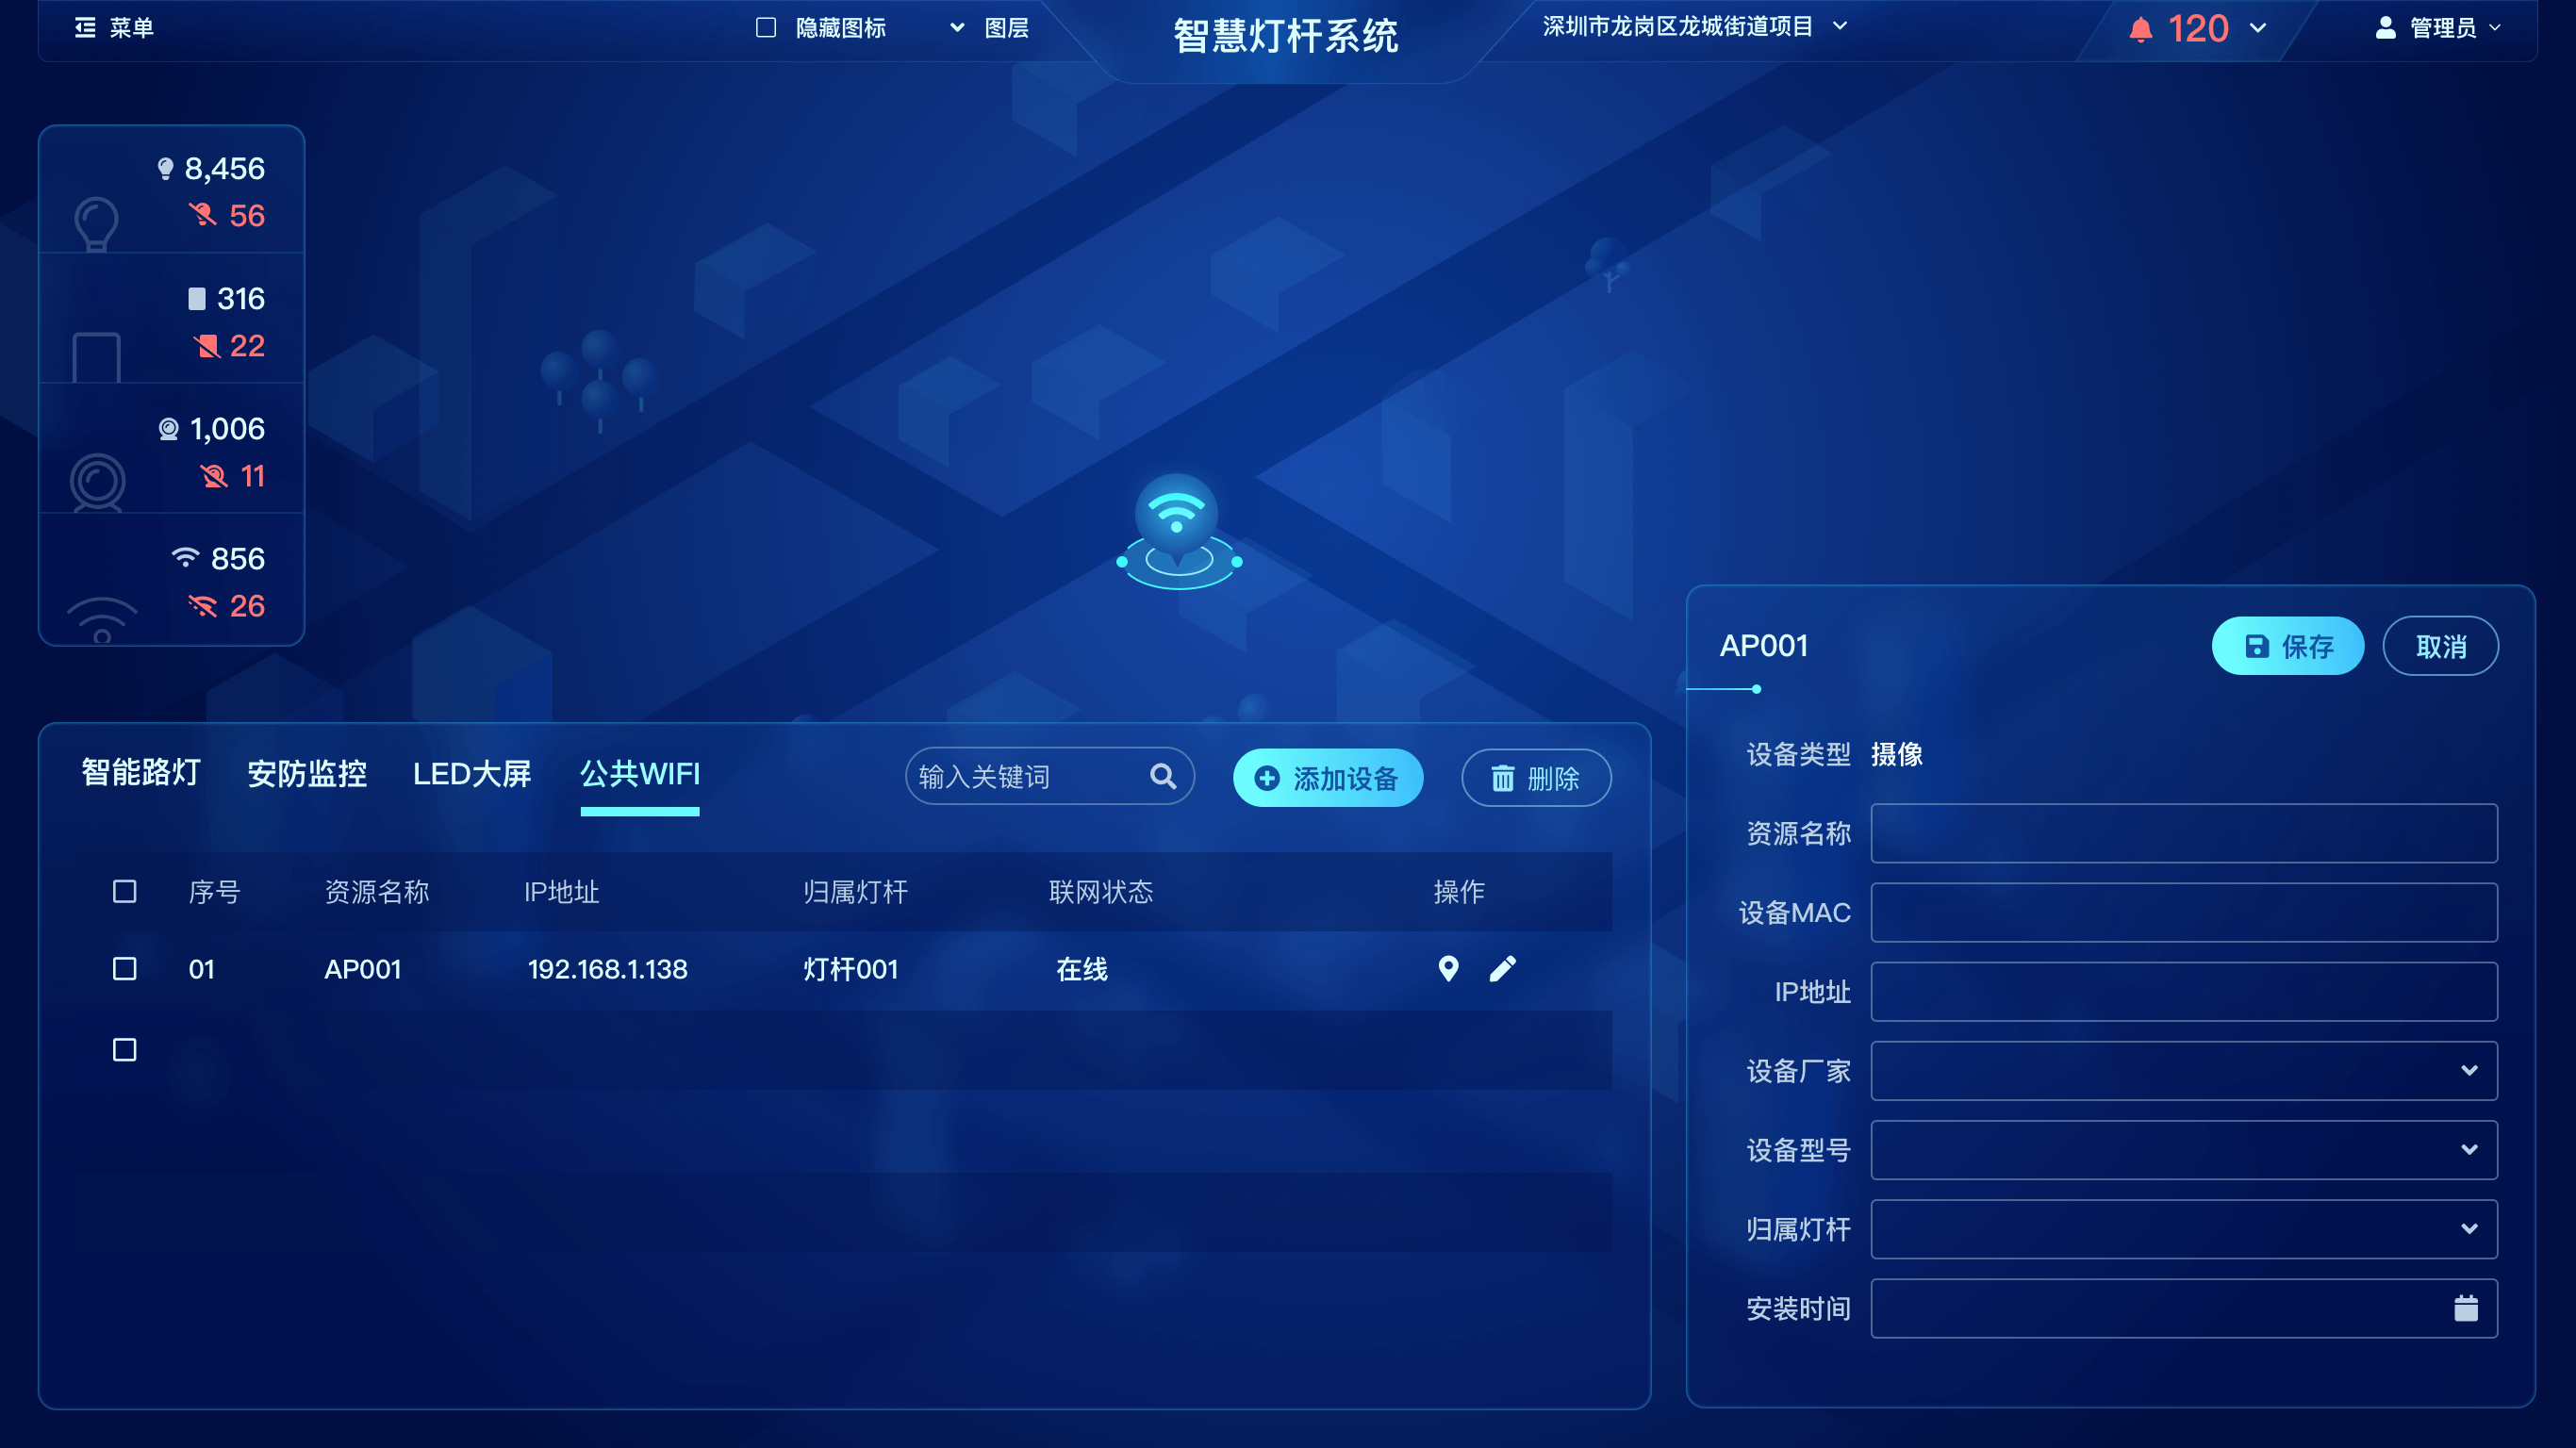 菜单
隐藏图标
图层
智慧灯杆系统
深圳市龙岗区龙城街道项目
120
管理员
8,456
56
316
22
1,006
11
856
26
智能路灯 安防监控 LED大屏 公共WIFI
输入关键词
添加设备
删除
序号 资源名称 IP地址 归属灯杆 联网状态 操作
01 AP001 192.168.1.138 灯杆001 在线
AP001
保存
取消
设备类型 摄像
资源名称
设备MAC
IP地址
设备厂家
设备型号
归属灯杆
安装时间